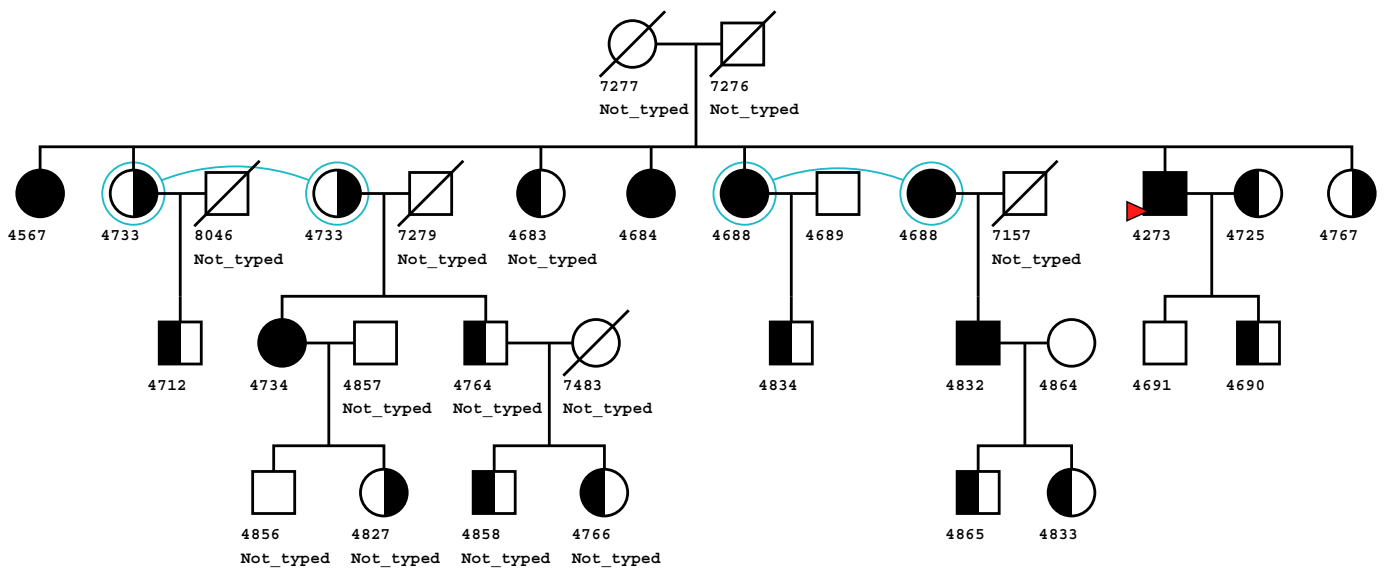 7277 7276
Not_typed Not_typed
4567 4733 8046 4733 7279 4683 4684 4688 4689 4688 7157 4273 4725 4767
Not_typed Not_typed Not_typed Not_typed
4712 4734 4857 4764 7483 4834 4832 4864 4691 4690
Not_typed Not_typed Not_typed
4856 4827 4858 4766 4865 4833
Not_typed Not_typed Not_typed Not_typed